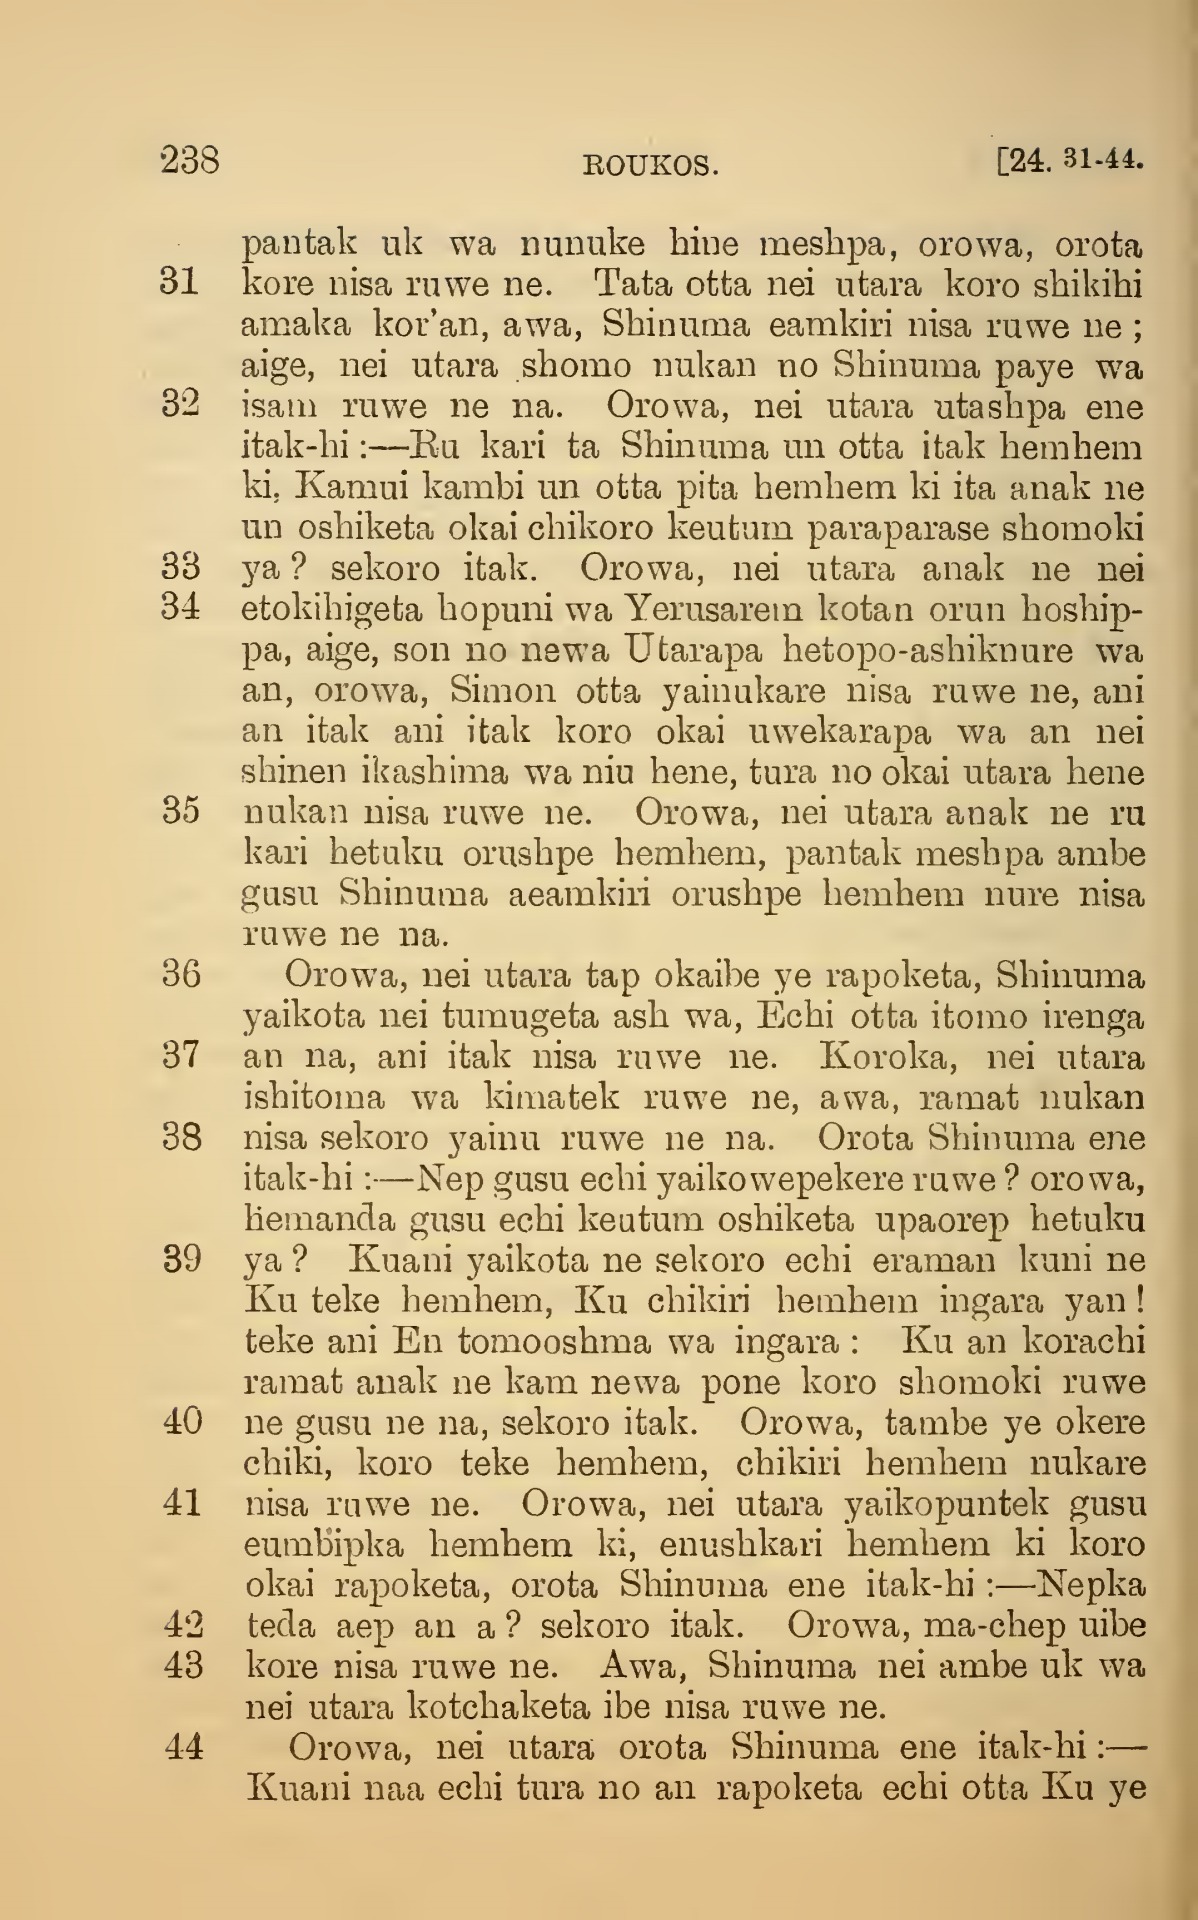 238 ROUKOS. [24. 31-44.
pantak uk wa nunuke hine meshpa, orowa, orota
31 kore nisa ruwe ne. Tata otta nei utara koro shikihi
amaka kor'an, awa, Shinuma eamkiri nisa ruwe ne ;
aige, nei utara shomo nukan no Shinuma paye wa
32 isam ruwe ne na. Orowa, nei utara utashpa ene
itak-hi :—Ru kari ta Shinuma un otta itak hemhem
ki, Kamui kambi un otta pita hemhem ki ita anak ne
un oshiketa okai chikoro keutum paraparase shomoki
33 ya ? sekoro itak. Orowa, nei utara anak ne nei
34 etokihigeta hopuni wa Yerusarem kotan orun hoship-
pa, aige, son no newa Utarapa hetopo-ashiknure wa
an, orowa, Simon otta yainukare nisa ruwe ne, ani
an itak ani itak koro okai uwekarapa wa an nei
shinen ikashima wa niu hene, tura no okai utara hene
35 nukan nisa ruwe ne. Orowa, nei utara anak ne ru
kari hetuku orushpe hemhem, pantak meshpa ambe
gusu Shinuma aeamkiri orushpe hemhem nure nisa
ruwe ne na.
36 Orowa, nei utara tap okaibe ye rapoketa, Shinuma
yaikota nei tumugeta ash wa, Echi otta itomo irenga
37 an na, ani itak nisa ruwe ne. Koroka, nei utara
ishitoma wa kimatek ruwe ne, awa, ramat nukan
38 nisa sekoro yainu ruwe ne na. Orota Shinuma ene
itak-hi :—Nep gusu echi yaikowepekere ruwe ? orowa,
hemanda gusu echi keutum oshiketa upaorep hetuku
39 ya ? Kuani yaikota ne sekoro echi eraman kuni ne
Ku teke hemhem, Ku chikiri hemhem ingara yan !
teke ani En tomooshma wa ingara : Ku an korachi
ramat anak ne kam newa pone koro shomoki ruwe
40 ne gusu ne na, sekoro itak. Orowa, tambe ye okere
chiki, koro teke hemhem, chikiri hemhem nukare
41 nisa ruwe ne. Orowa, nei utara yaikopuntek gusu
eumbipka hemhem ki, enushkari hemhem ki koro
okai rapoketa, orota Shinuma ene itak-hi :—Nepka
42 teda aep an a ? sekoro itak. Orowa, ma-chep uibe
43 kore nisa ruwe ne. Awa, Shinuma nei ambe uk wa
nei utara kotchaketa ibe nisa ruwe ne.
44 Orowa, nei utara orota Shinuma ene itak-hi :—
Kuani naa echi tura no an rapoketa echi otta Ku ye